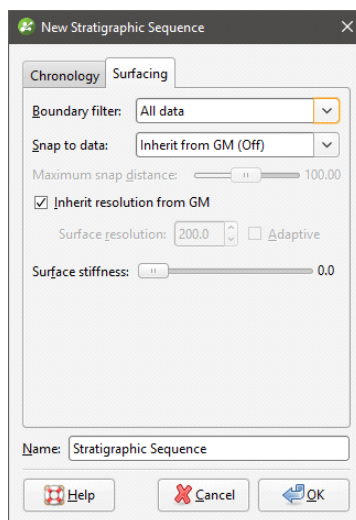 New Stratigraphic Sequence
Chronology Surfacing
Boundary filter: All data
Snap to data: Inherit from GM (Off)
Maximum snap distance: 100.00
Inherit resolution from GM
Surface resolution: 200.0 Adaptive
Surface stiffness: 0.0
Name: Stratigraphic Sequence
Help Cancel OK